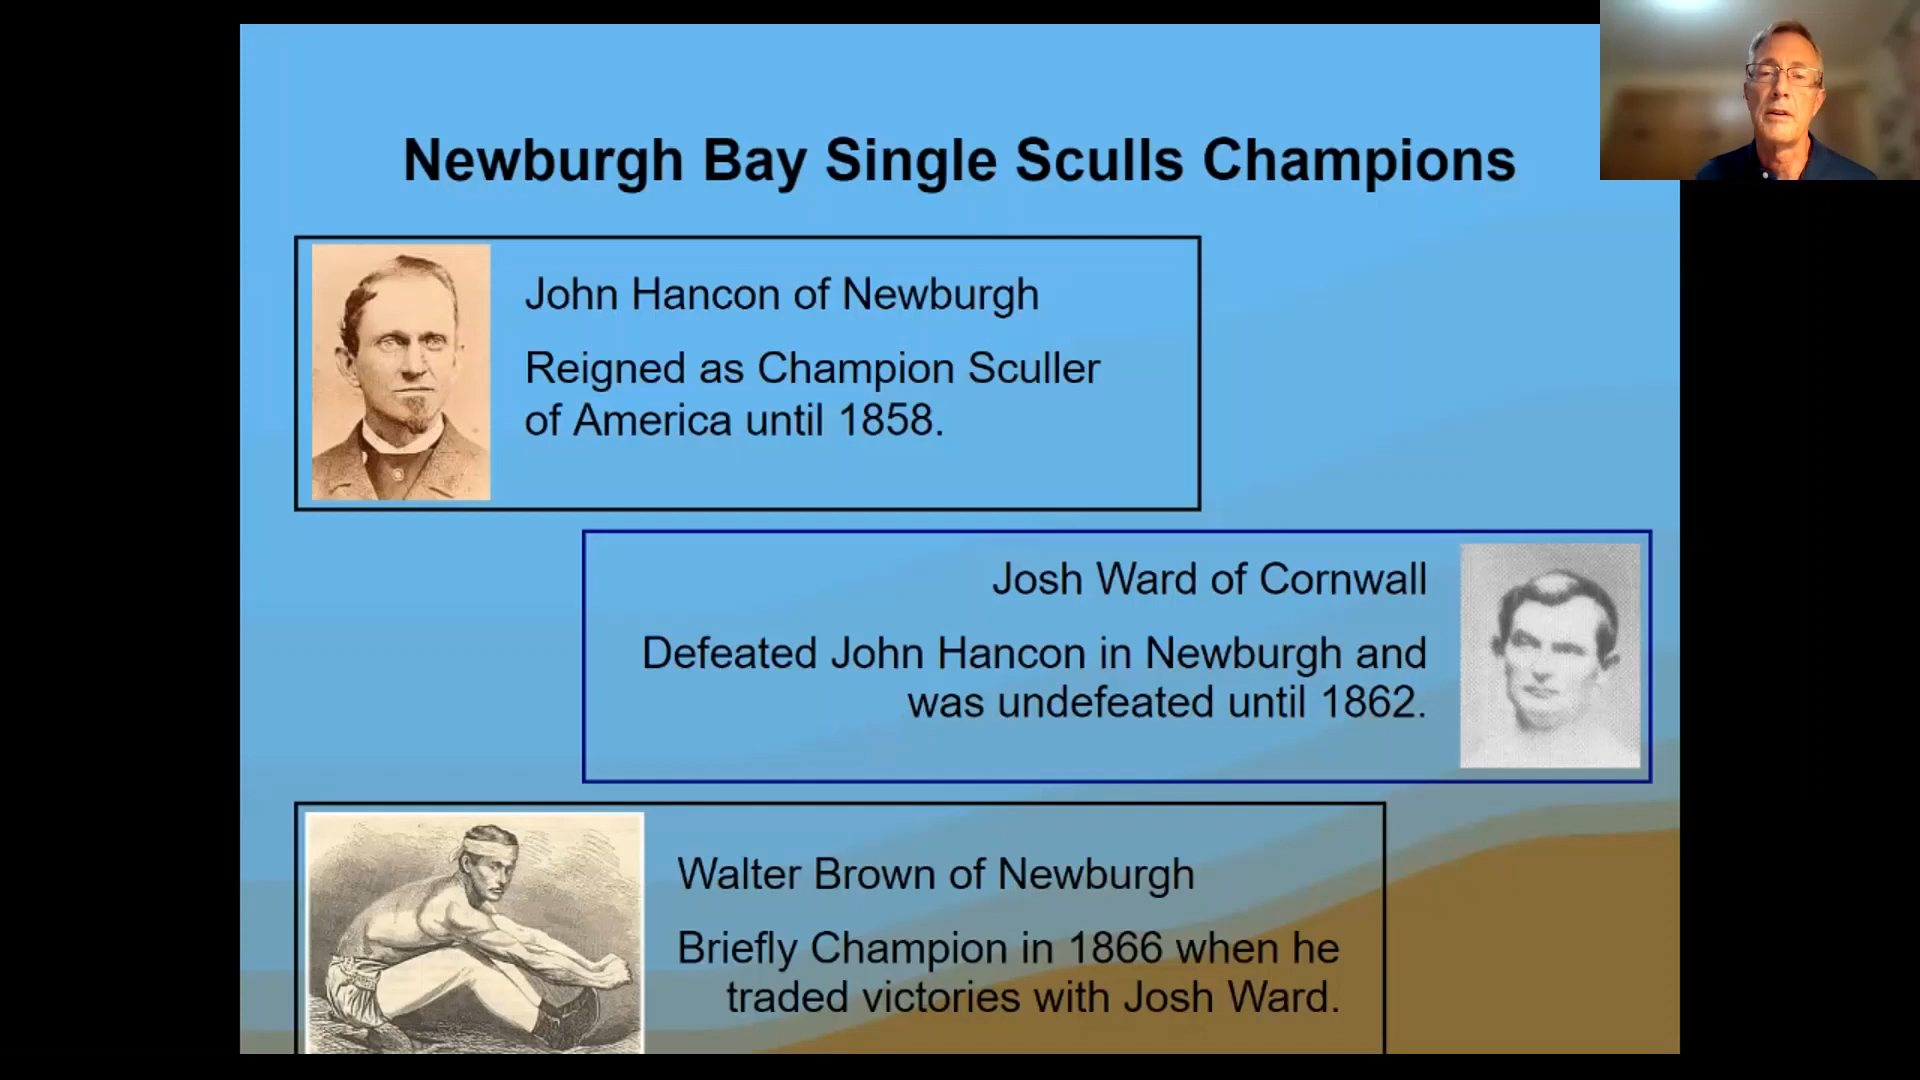 Newburgh Bay Single Sculls Champions
John Hancon of Newburgh
Reigned as Champion Sculler
of America until 1858.
Josh Ward of Cornwall
Defeated John Hancon in Newburgh and
was undefeated until 1862.
Walter Brown of Newburgh
Briefly Champion in 1866 when he
traded victories with Josh Ward.